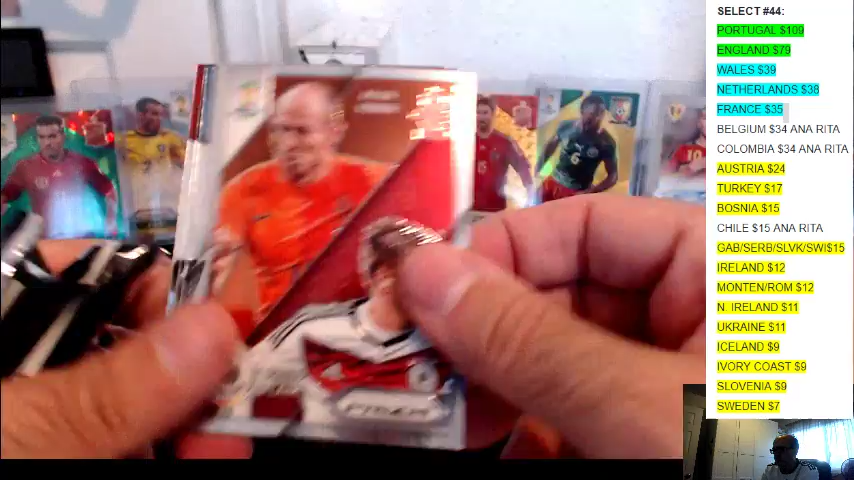 SELECT #44:
PORTUGAL $109
ENGLAND $79
WALES $39
NETHERLANDS $38
FRANCE $35
BELGIUM $34 ANA RITA
COLOMBIA $34 ANA RITA
AUSTRIA $24
TURKEY $17
BOSNIA $15
CHILE $15 ANA RITA
GAB/SERB/SLVK/SWI$15
IRELAND $12
MONTEN/ROM $12
N. IRELAND $11
UKRAINE $11
ICELAND $9
IVORY COAST $9
SLOVENIA $9
SWEDEN $7
PRIZM